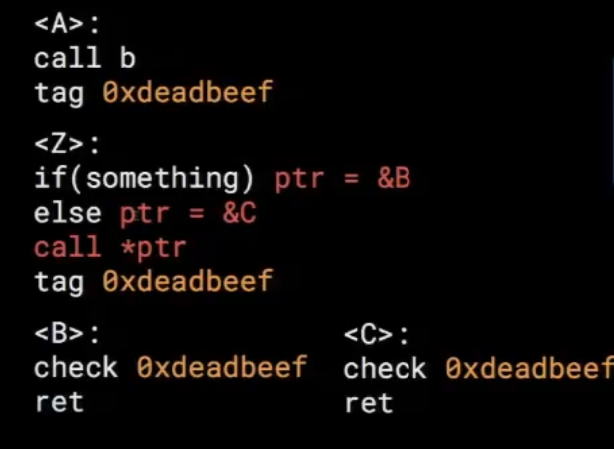 <A>:
call b
tag 0xdeadbeef
<Z>:
if(something) ptr = &B
else ptr = &C
call *ptr
tag 0xdeadbeef
<B>:
check 0xdeadbeef
ret
<C>:
check 0xdeadbeef
ret